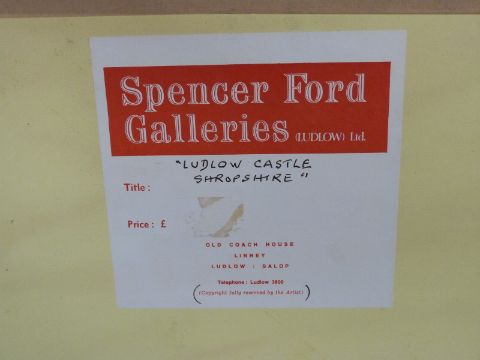 Spencer Ford
Galleries (LUDLOW) Ltd.
"LUDLOW CASTLE
SHROPSHIRE"
Title :
Price : £
OLD COACH HOUSE
LINNEY
LUDLOW : SALOP
Telephone : Ludlow
(Copyright fully reserved by the Artist)